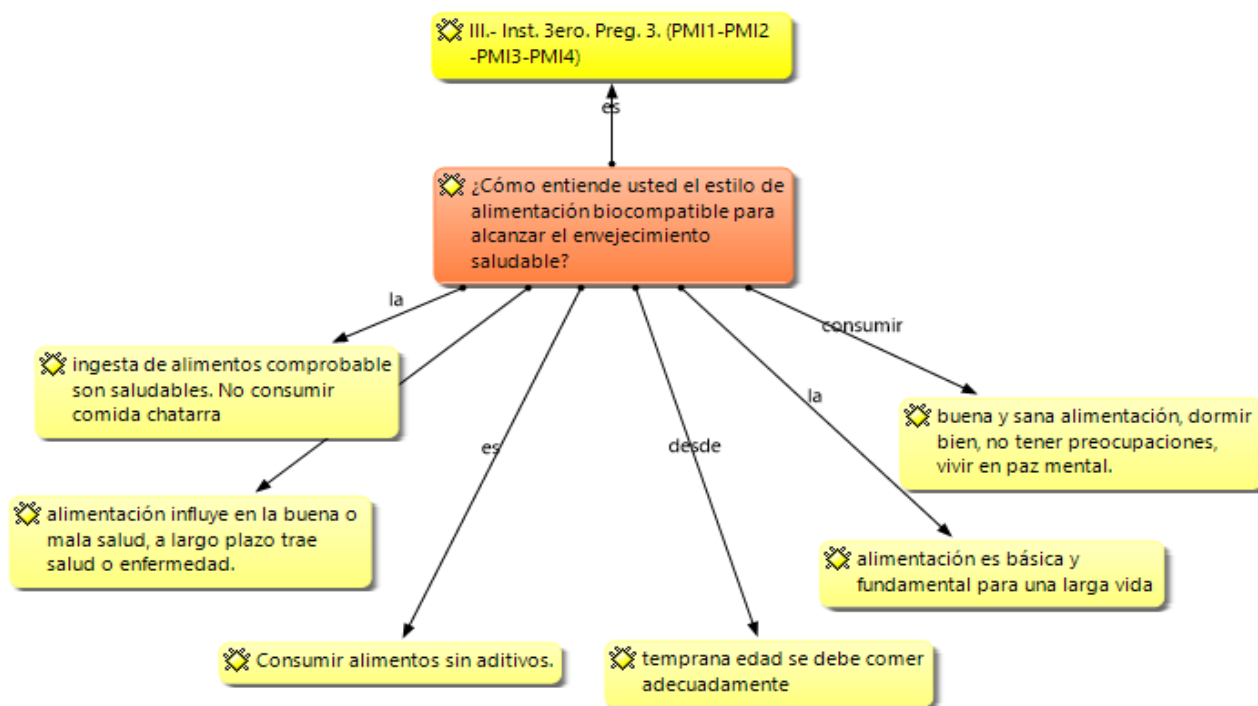 III.- Inst. 3ero. Preg. 3. (PMI1-PMI2
-PMI3-PMI4)
es
¿Cómo entiende usted el estilo de
alimentación biocompatible para
alcanzar el envejecimiento
saludable?
la
consumir
ingesta de alimentos comprobable
son saludables. No consumir
comida chatarra
la
buena y sana alimentación, dormir
bien, no tener preocupaciones,
vivir en paz mental.
es
desde
alimentación influye en la buena o
mala salud, a largo plazo trae
salud o enfermedad.
alimentación es básica y
fundamental para una larga vida
Consumir alimentos sin aditivos.
temprana edad se debe comer
adecuadamente